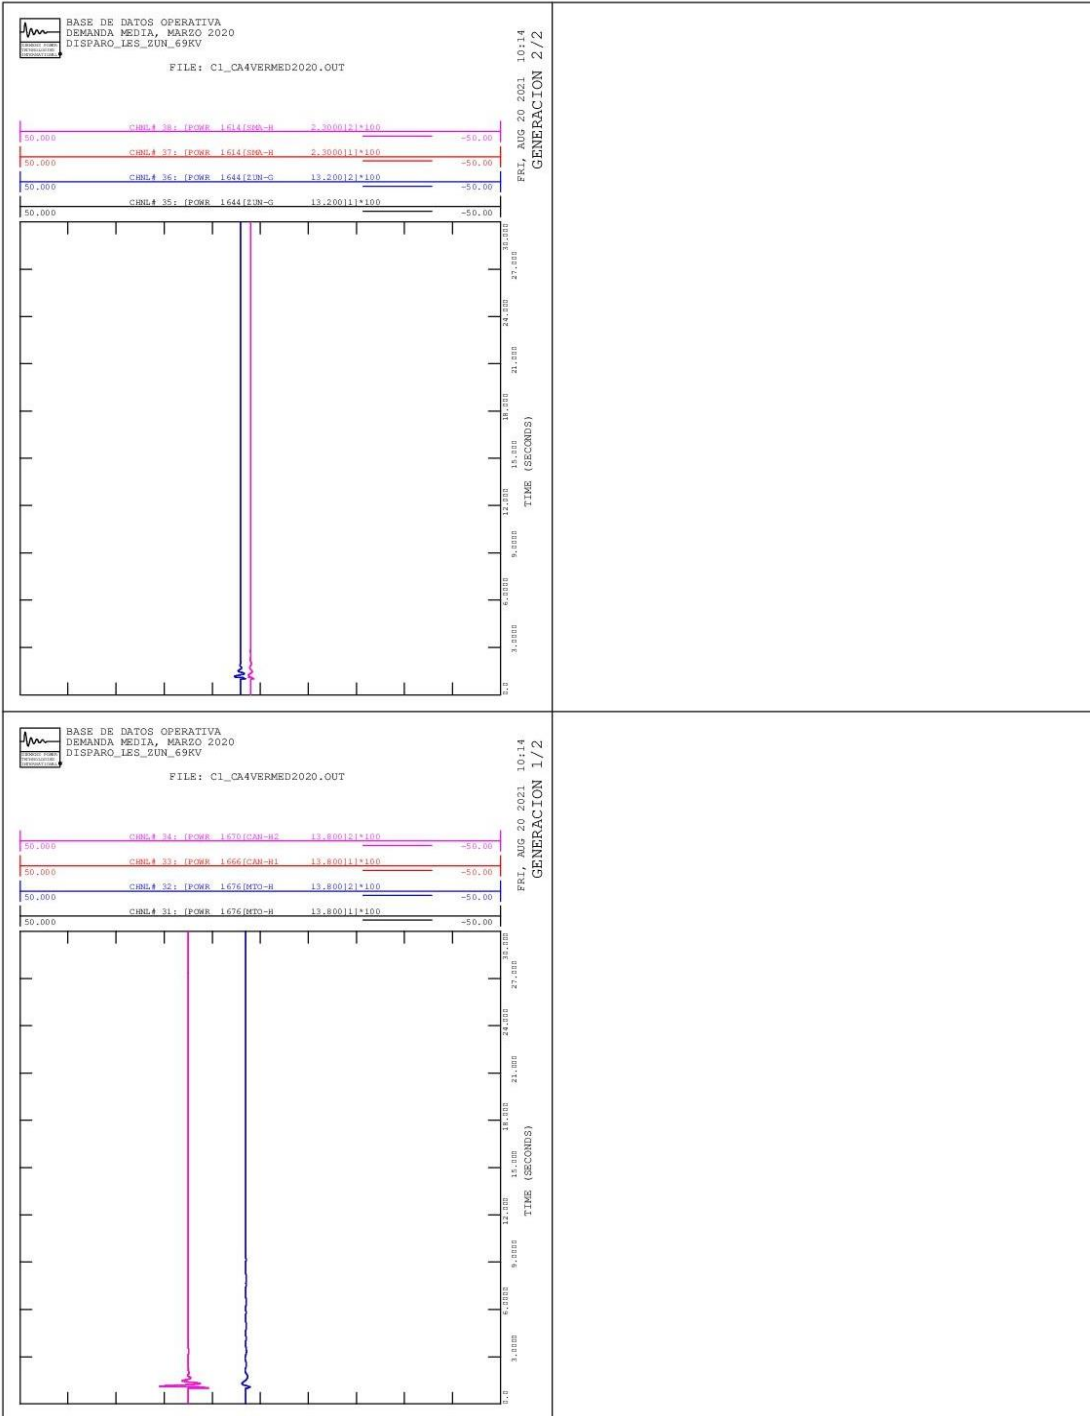 BASE DE DATOS OPERATIVA
DEMANDA MEDIA, MARZO 2020
DISPARO_LES_ZUN_69KV
FILE: C1_CA4VERMED2020.OUT
FRI, AUG 20 2021 10:14
GENERACION 2/2
CHNL# 38: [POWR 1614[SMA-H 2.3000]2]*100
50.000 -50.00
CHNL# 37: [POWR 1614[SMA-H 2.3000]1]*100
50.000 -50.00
CHNL# 36: [POWR 1644[ZUN-G 13.200]2]*100
50.000 -50.00
CHNL# 35: [POWR 1644[ZUN-G 13.200]1]*100
50.000 -50.00
30.000
27.000
24.000
21.000
18.000
15.000
12.000
9.0000
6.0000
3.0000
0.0
TIME (SECONDS)
BASE DE DATOS OPERATIVA
DEMANDA MEDIA, MARZO 2020
DISPARO_LES_ZUN_69KV
FILE: C1_CA4VERMED2020.OUT
FRI, AUG 20 2021 10:14
GENERACION 1/2
CHNL# 34: [POWR 1670[CAN-H2 13.800]2]*100
50.000 -50.00
CHNL# 33: [POWR 1666[CAN-H1 13.800]1]*100
50.000 -50.00
CHNL# 32: [POWR 1676[MTO-H 13.800]2]*100
50.000 -50.00
CHNL# 31: [POWR 1676[MTO-H 13.800]1]*100
50.000 -50.00
30.000
27.000
24.000
21.000
18.000
15.000
12.000
9.0000
6.0000
3.0000
0.0
TIME (SECONDS)